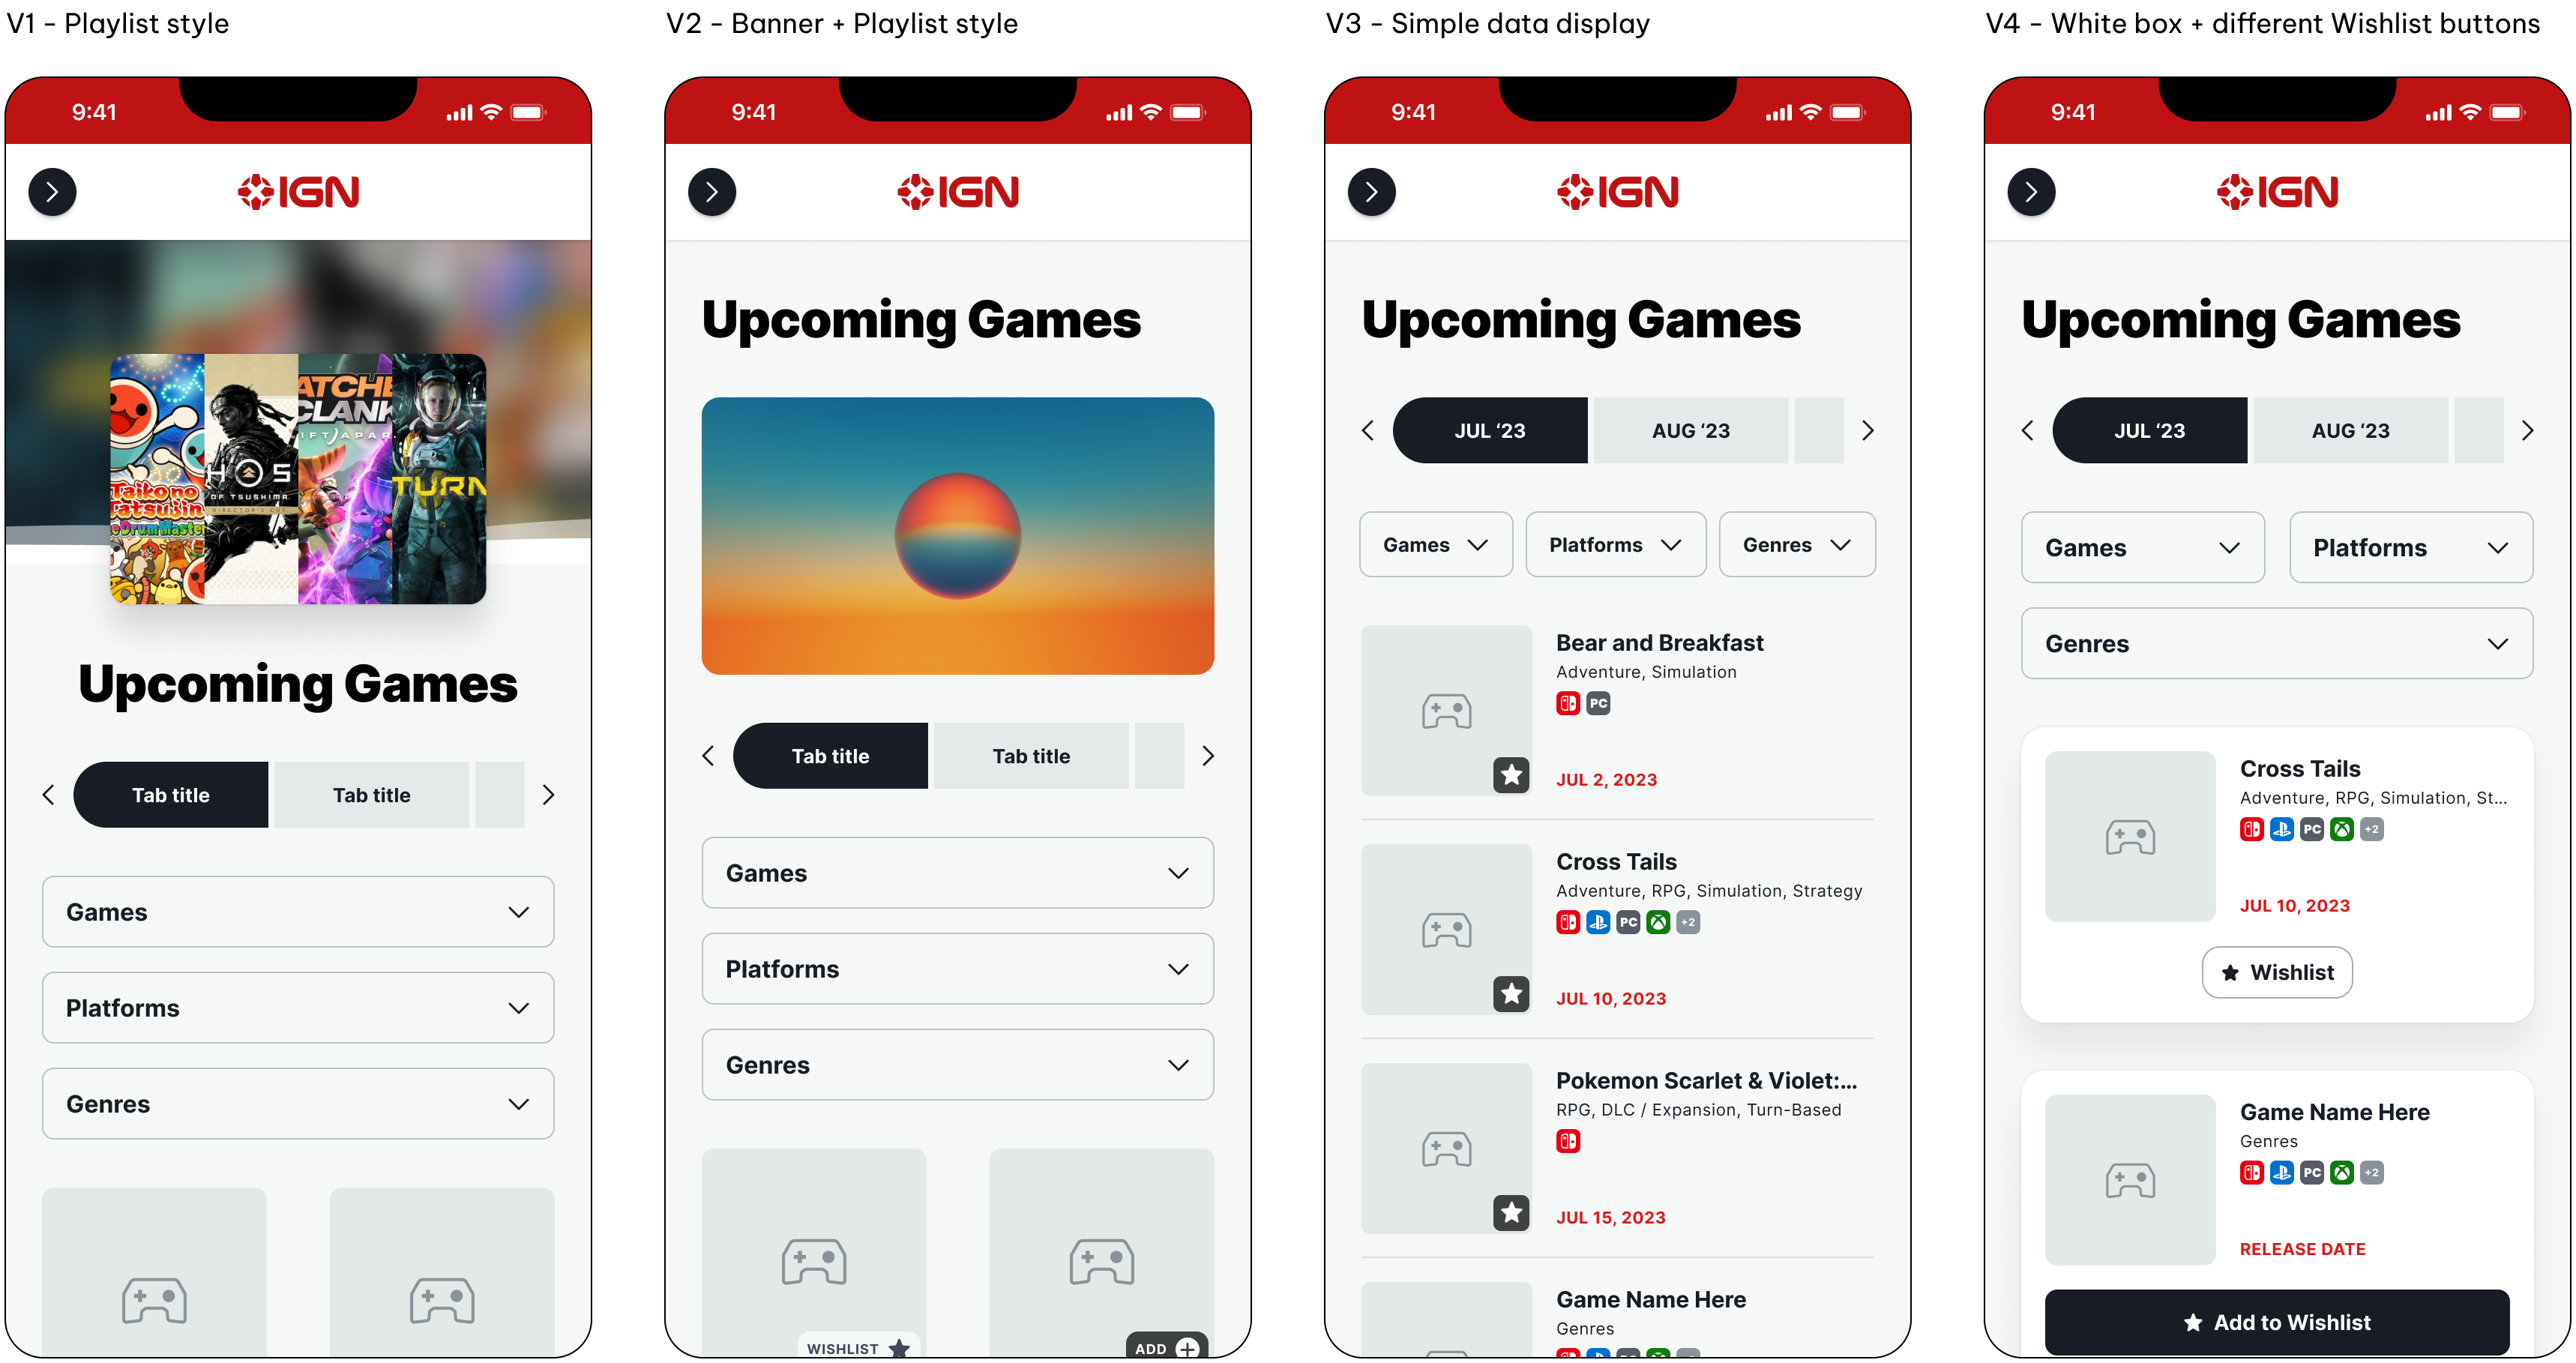 V1 - Playlist style
9:41
IGN
Taiko no
Tatsujin
eDrumMaste
HOS
OF TSUSHIMA
DIRECTOR'S CUT
ATCHE
CLANK
IFT APAR
TURN
Upcoming Games
Tab title
Tab title
Games
Platforms
Genres
V2 - Banner + Playlist style
9:41
IGN
Upcoming Games
Tab title
Tab title
Games
Platforms
Genres
WISHLIST
ADD
V3 - Simple data display
9:41
IGN
Upcoming Games
JUL ‘23
AUG ‘23
Games
Platforms
Genres
Bear and Breakfast
Adventure, Simulation
PC
JUL 2, 2023
Cross Tails
Adventure, RPG, Simulation, Strategy
PC +2
JUL 10, 2023
Pokemon Scarlet & Violet:...
RPG, DLC / Expansion, Turn-Based
JUL 15, 2023
Game Name Here
Genres
V4 - White box + different Wishlist buttons
9:41
IGN
Upcoming Games
JUL ‘23
AUG ‘23
Games
Platforms
Genres
Cross Tails
Adventure, RPG, Simulation, St...
PC +2
JUL 10, 2023
Wishlist
Game Name Here
Genres
PC +2
RELEASE DATE
Add to Wishlist